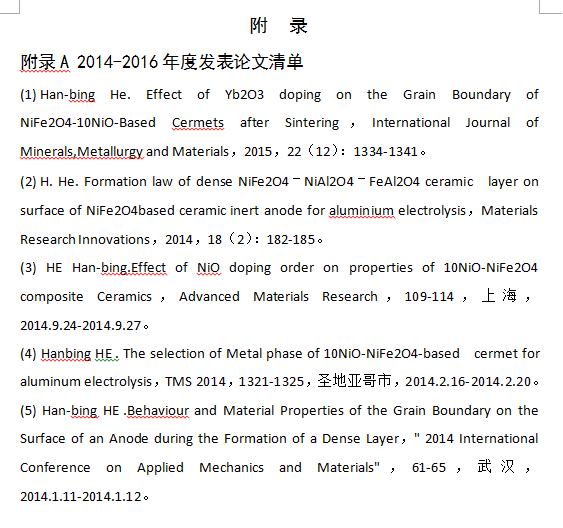 附 录
附录 A 2014-2016 年度发表论文清单
(1) Han-bing He. Effect of Yb2O3 doping on the Grain Boundary of
NiFe2O4-10NiO-Based Cermets after Sintering，International Journal of
Minerals,Metallurgy and Materials，2015，22（12）：1334-1341。
(2) H. He. Formation law of dense NiFe2O4－NiAl2O4－FeAl2O4 ceramic layer on
surface of NiFe2O4based ceramic inert anode for aluminium electrolysis，Materials
Research Innovations，2014，18（2）：182-185。
(3) HE Han-bing.Effect of NiO doping order on properties of 10NiO-NiFe2O4
composite Ceramics，Advanced Materials Research，109-114，上海，
2014.9.24-2014.9.27。
(4) Hanbing HE. The selection of Metal phase of 10NiO-NiFe2O4-based cermet for
aluminum electrolysis，TMS 2014，1321-1325，圣地亚哥市，2014.2.16-2014.2.20。
(5) Han-bing HE .Behaviour and Material Properties of the Grain Boundary on the
Surface of an Anode during the Formation of a Dense Layer，" 2014 International
Conference on Applied Mechanics and Materials"，61-65，武汉，
2014.1.11-2014.1.12。